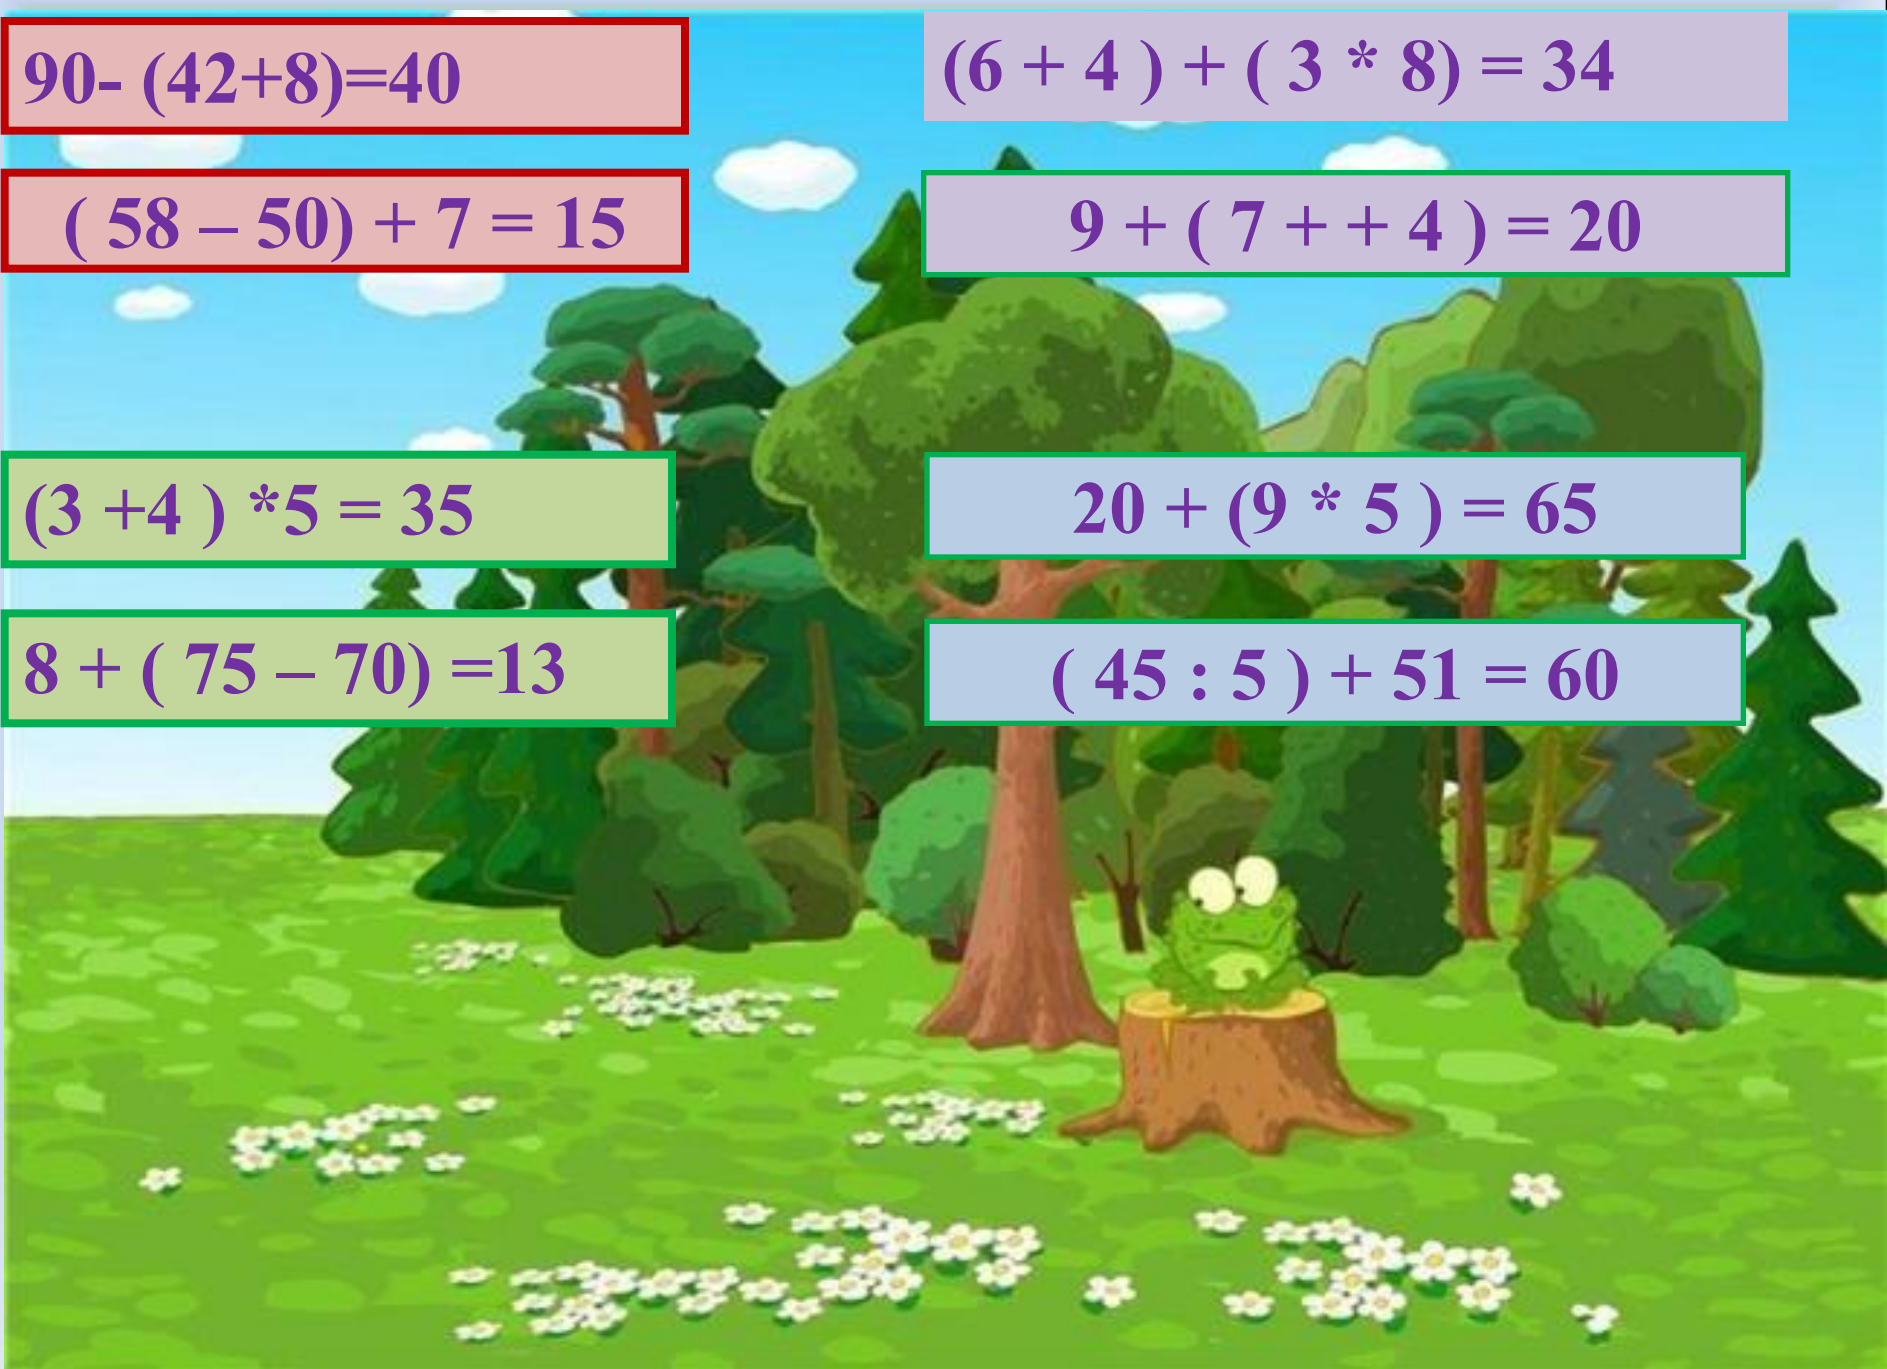 90- (42+8)=40
( 58 – 50) + 7 = 15
(3 +4 ) *5 = 35
8 + ( 75 – 70) =13
(6 + 4 ) + ( 3 * 8) = 34
9 + ( 7 + + 4 ) = 20
20 + (9 * 5 ) = 65
( 45 : 5 ) + 51 = 60